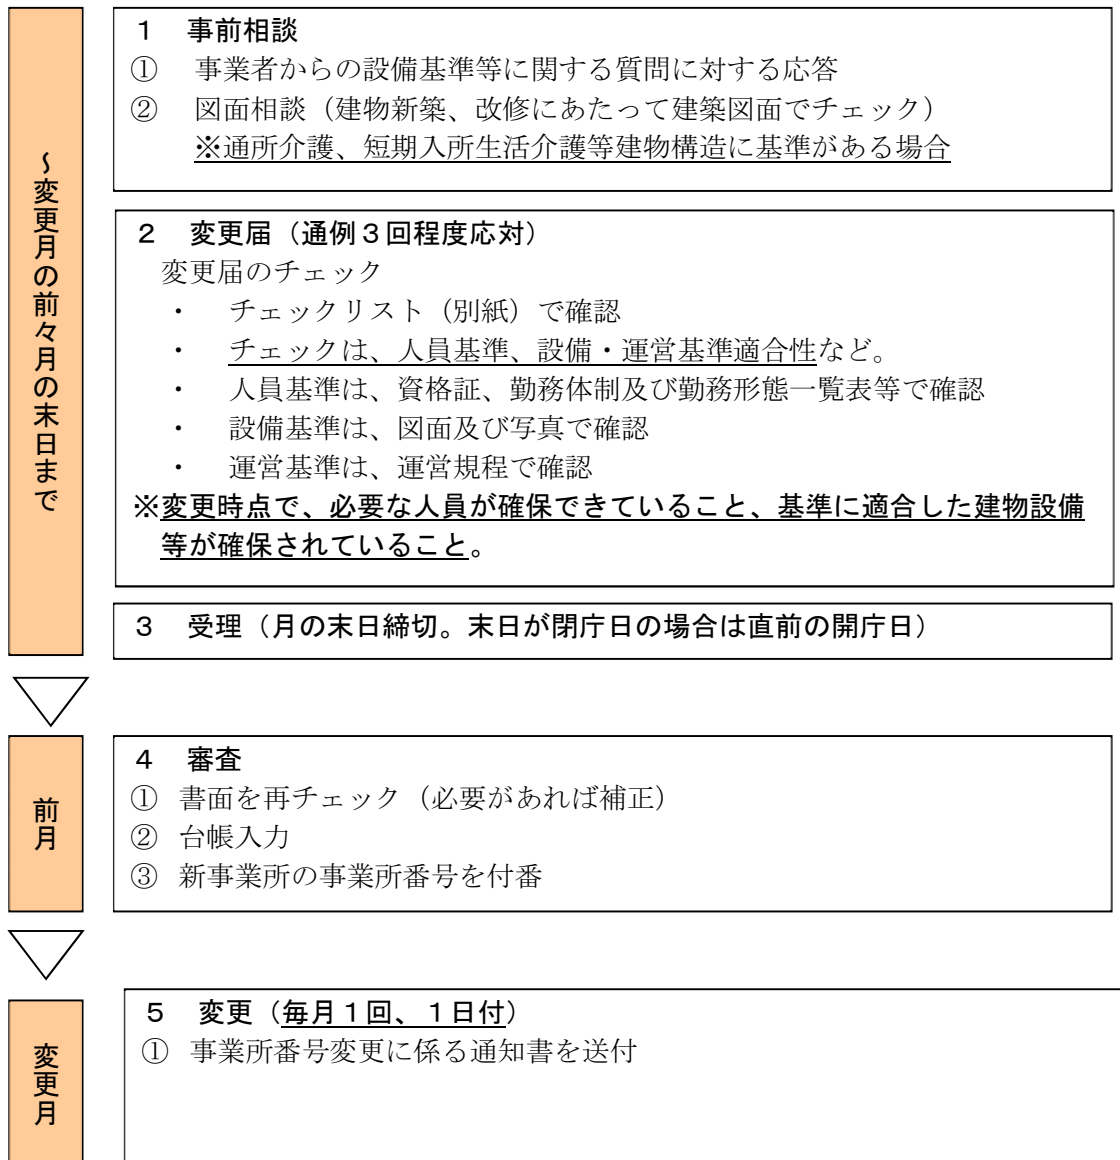 ～変更月の前々月の末日まで
１　事前相談
①　事業者からの設備基準等に関する質問に対する応答
②　図面相談（建物新築、改修にあたって建築図面でチェック）
※通所介護、短期入所生活介護等建物構造に基準がある場合
２　変更届（通例３回程度応対）
変更届のチェック
・　チェックリスト（別紙）で確認
・　チェックは、人員基準、設備・運営基準適合性など。
・　人員基準は、資格証、勤務体制及び勤務形態一覧表等で確認
・　設備基準は、図面及び写真で確認
・　運営基準は、運営規程で確認
※変更時点で、必要な人員が確保できていること、基準に適合した建物設備
等が確保されていること。
３　受理（月の末日締切。末日が閉庁日の場合は直前の開庁日）
前月
４　審査
①　書面を再チェック（必要があれば補正）
②　台帳入力
③　新事業所の事業所番号を付番
変更月
５　変更（毎月１回、１日付）
①　事業所番号変更に係る通知書を送付